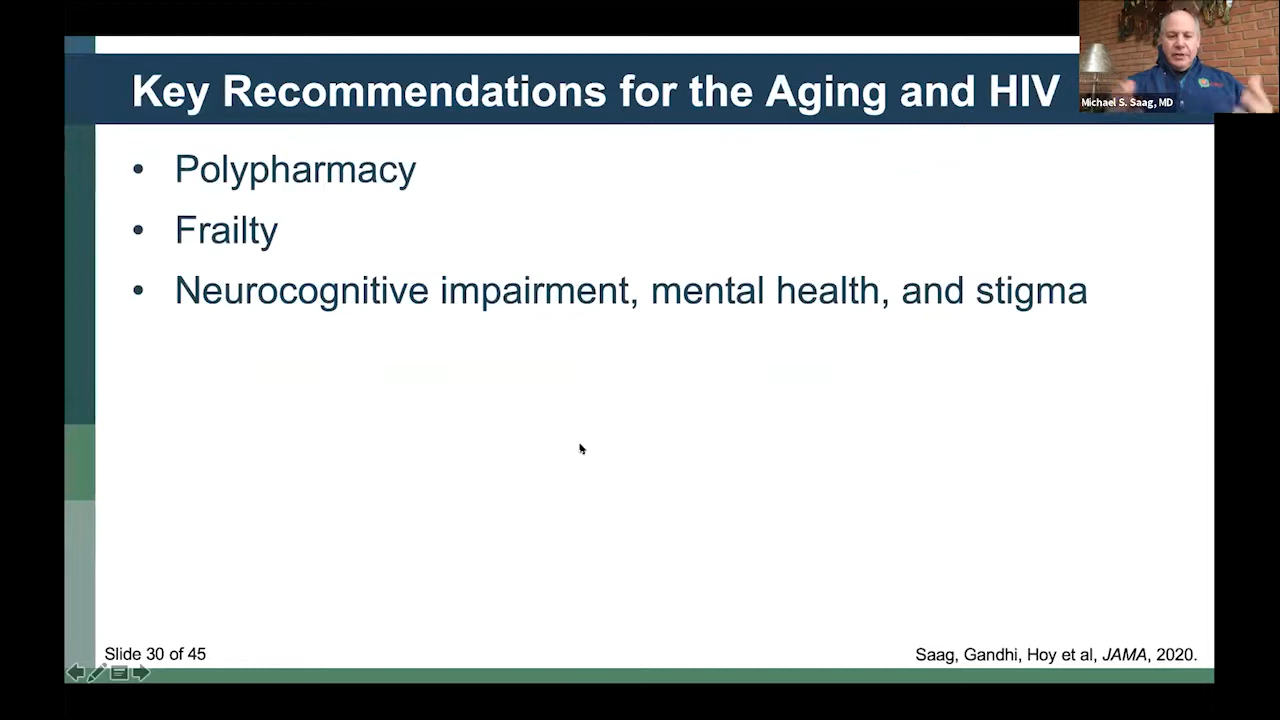 Key Recommendations for the Aging and HIV
Michael S. Saag, MD
• Polypharmacy
• Frailty
• Neurocognitive impairment, mental health, and stigma
Slide 30 of 45
Saag, Gandhi, Hoy et al, JAMA, 2020.